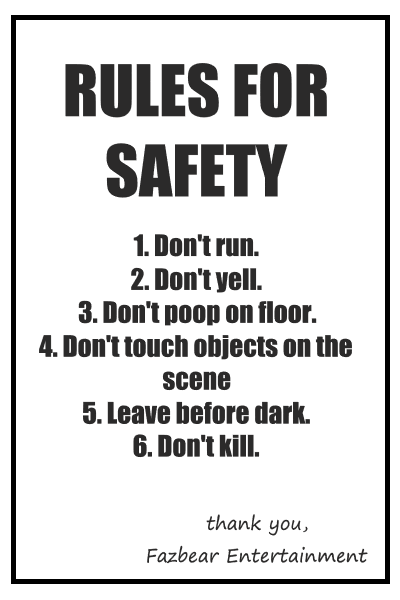 RULES FOR
SAFETY
1. Don't run.
2. Don't yell.
3. Don't poop on floor.
4. Don't touch objects on the
scene
5. Leave before dark.
6. Don't kill.
thank you,
Fazbear Entertainment